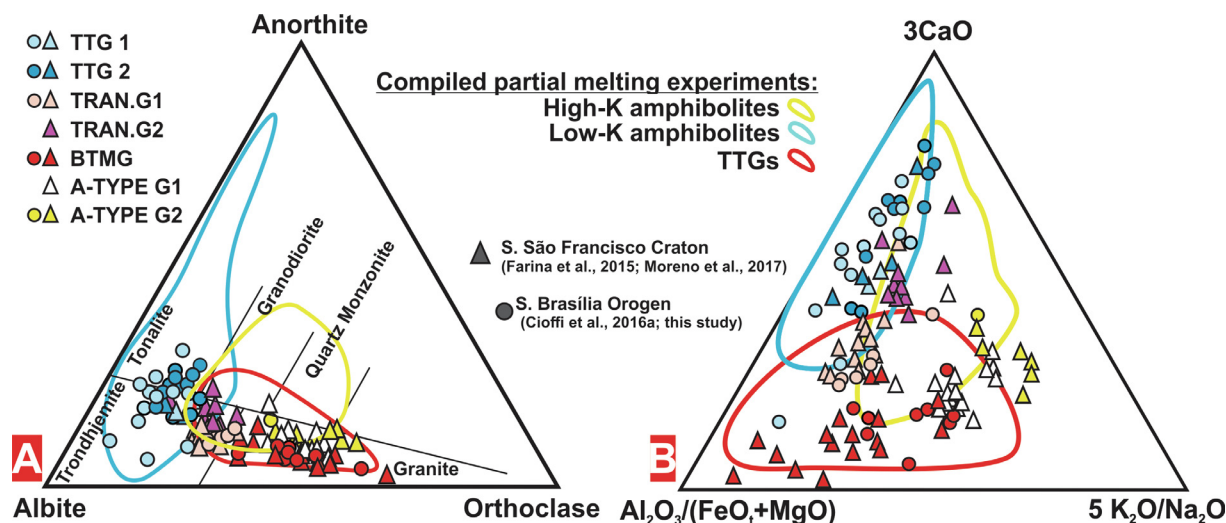 Anorthite
TTG 1
TTG 2
TRAN.G1
TRAN.G2
BTMG
A-TYPE G1
A-TYPE G2
Trondhjemite
Tonalite
Granodiorite
Quartz Monzonite
Granite
A
Albite
Orthoclase
Compiled partial melting experiments:
High-K amphibolites
Low-K amphibolites
TTGs
S. São Francisco Craton
(Farina et al., 2015; Moreno et al., 2017)
S. Brasília Orogen
(Cioffi et al., 2016a; this study)
3CaO
B
Al₂O₃/(FeOₜ+MgO)
5 K₂O/Na₂O